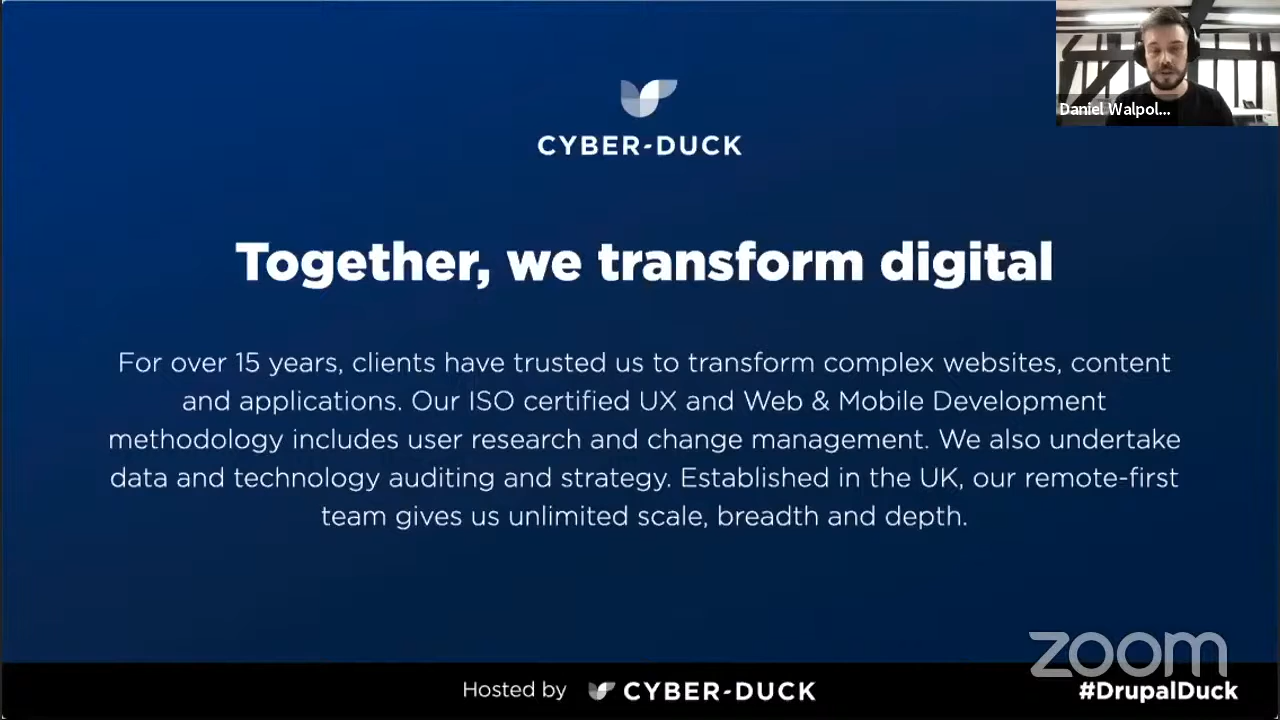 CYBER-DUCK
Daniel Walpol...
Together, we transform digital
For over 15 years, clients have trusted us to transform complex websites, content
and applications. Our ISO certified UX and Web & Mobile Development
methodology includes user research and change management. We also undertake
data and technology auditing and strategy. Established in the UK, our remote-first
team gives us unlimited scale, breadth and depth.
zoom
Hosted by CYBER-DUCK
#DrupalDuck